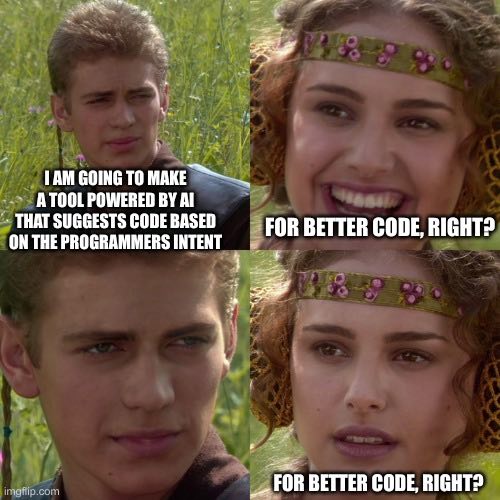 I AM GOING TO MAKE
A TOOL POWERED BY AI
THAT SUGGESTS CODE BASED
ON THE PROGRAMMERS INTENT
FOR BETTER CODE, RIGHT?
FOR BETTER CODE, RIGHT?
imgflip.com